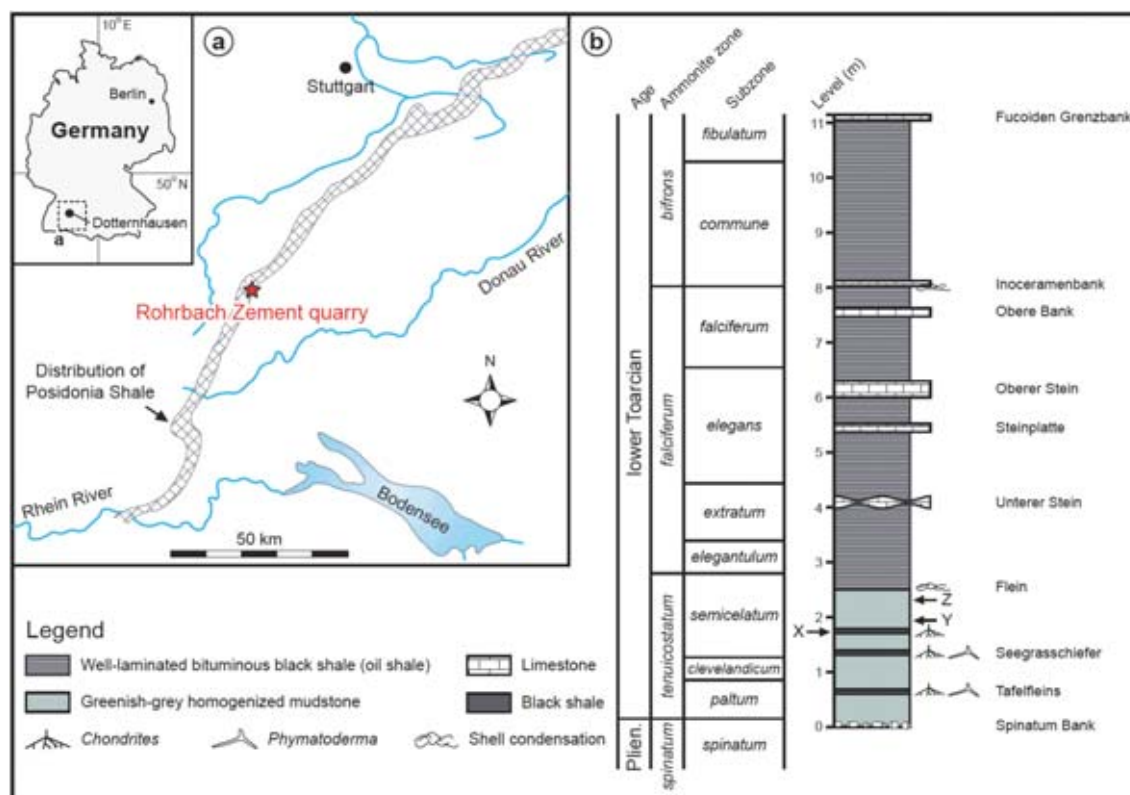 10°E
Berlin
Germany
50°N
Dotternhausen
a
a
Stuttgart
Donau River
Rohrbach Zement quarry
Distribution of
Posidonia Shale
N
Rhein River
Bodensee
50 km
Legend
Well-laminated bituminous black shale (oil shale)
Limestone
Greenish-grey homogenized mudstone
Black shale
Chondrites
Phymatoderma
Shell condensation
b
Age
Ammonite zone
Subzone
Level (m)
lower Toarcian
Plien.
bifrons
falciferum
tenuicostatum
spinatum
fibulatum
commune
falciferum
elegans
extratum
elegantulum
semicelatum
clevelandicum
paltum
spinatum
11
10
9
8
7
6
5
4
3
2
1
0
X
Z
Y
Fucoiden Grenzbank
Inoceramenbank
Obere Bank
Oberer Stein
Steinplatte
Unterer Stein
Flein
Seegrasschiefer
Tafelfleins
Spinatum Bank